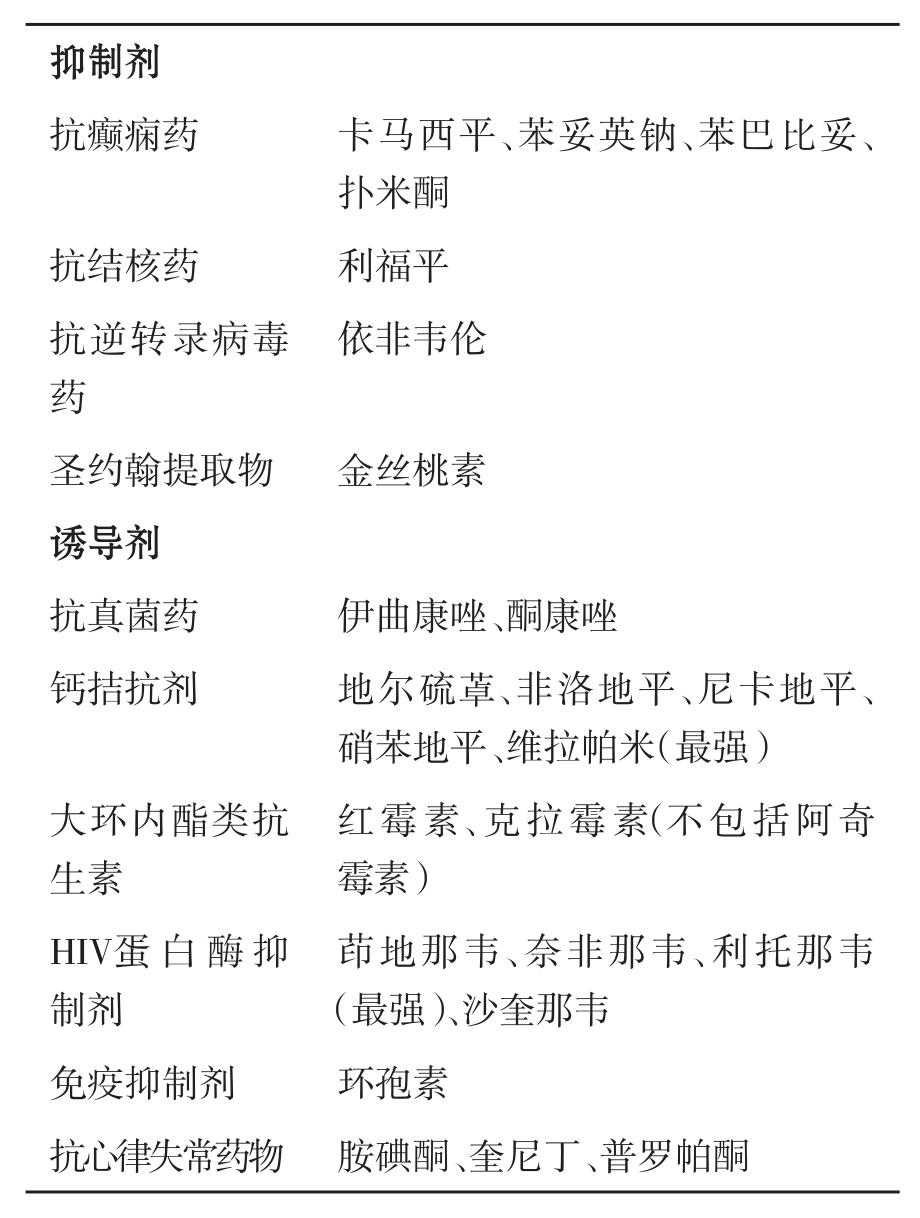 抑制剂
抗癫痫药 卡马西平、苯妥英钠、苯巴比妥、
扑米酮
抗结核药 利福平
抗逆转录病毒 依非韦伦
药
圣约翰提取物 金丝桃素
诱导剂
抗真菌药 伊曲康唑、酮康唑
钙拮抗剂 地尔硫䓬、非洛地平、尼卡地平、
硝苯地平、维拉帕米(最强)
大环内酯类抗 红霉素、克拉霉素(不包括阿奇
生素 霉素)
HIV蛋白酶抑 茚地那韦、奈非那韦、利托那韦
制剂 (最强)、沙奎那韦
免疫抑制剂 环孢素
抗心律失常药物 胺碘酮、奎尼丁、普罗帕酮